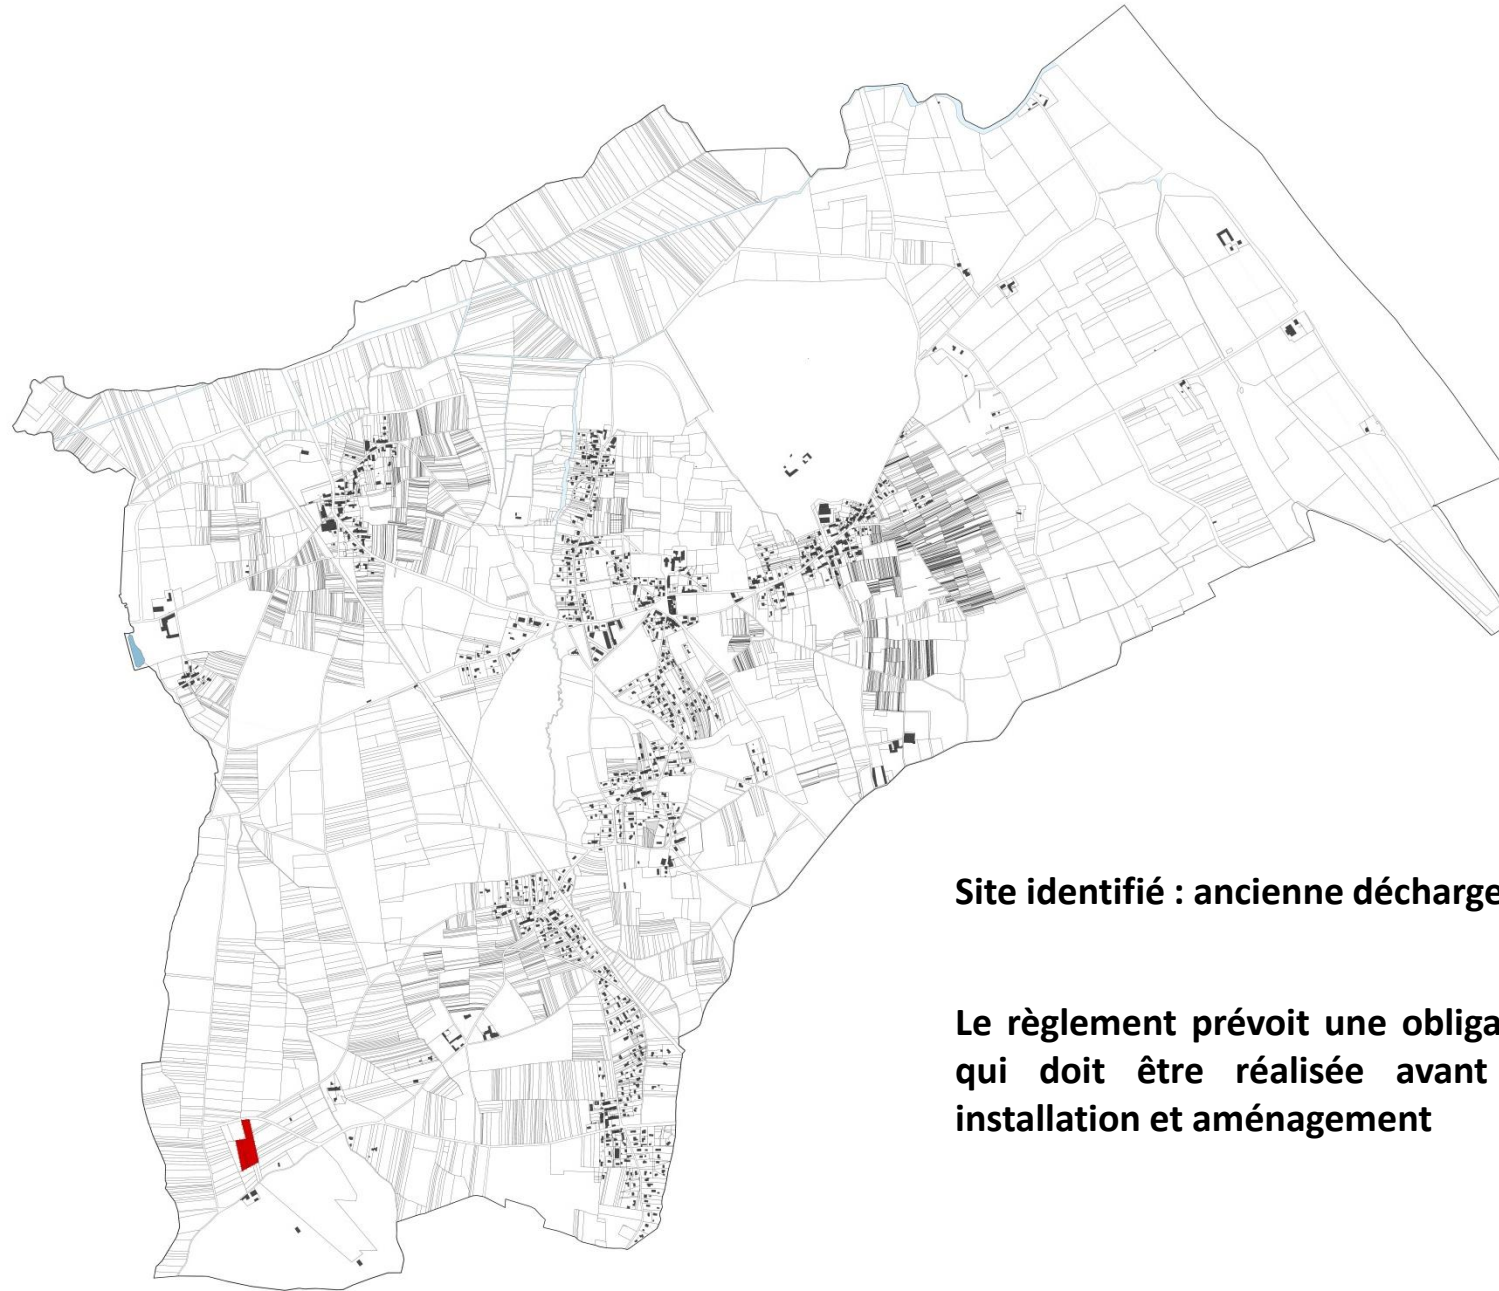 Site identifié : ancienne décharge
Le règlement prévoit une obliga
qui doit être réalisée avant
installation et aménagement